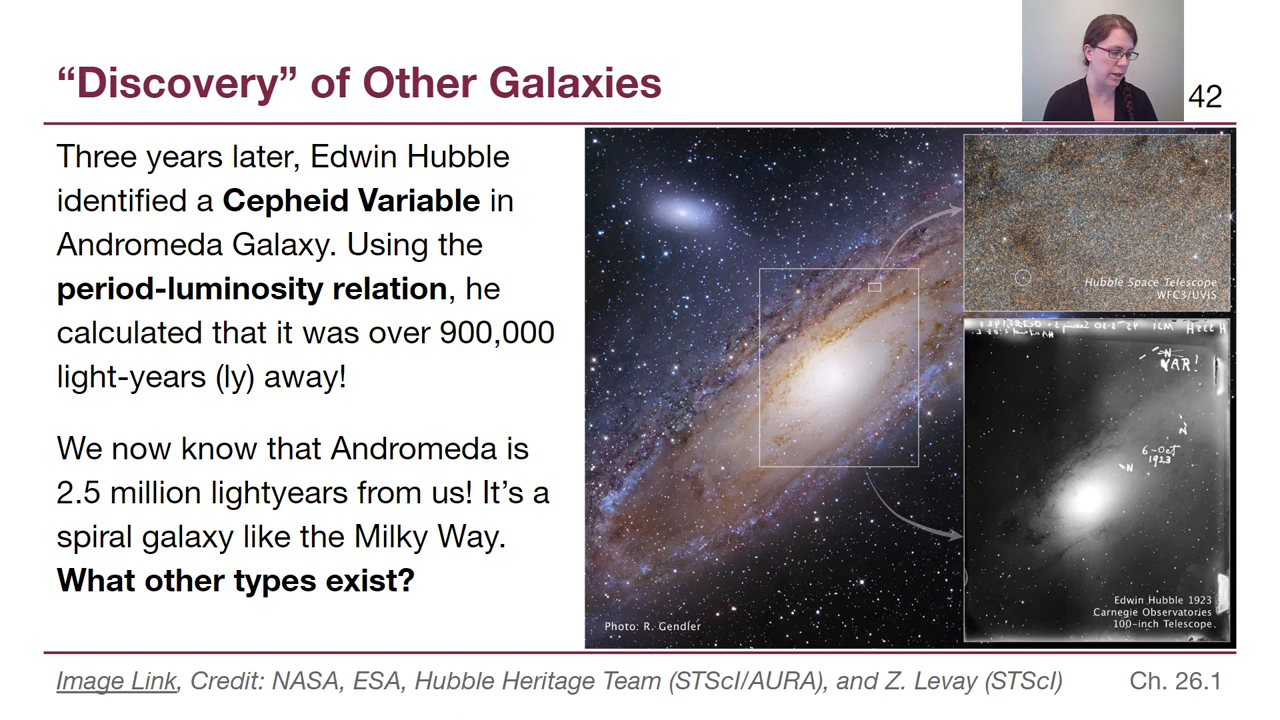 “Discovery” of Other Galaxies
42
Three years later, Edwin Hubble
identified a Cepheid Variable in
Andromeda Galaxy. Using the
period-luminosity relation, he
calculated that it was over 900,000
light-years (ly) away!
We now know that Andromeda is
2.5 million lightyears from us! It’s a
spiral galaxy like the Milky Way.
What other types exist?
Photo: R. Gendler
Hubble Space Telescope
WFC3/UVIS
N
VAR!
N
6-Oct
1923
N
Edwin Hubble 1923
Carnegie Observatories
100-inch Telescope
Image Link, Credit: NASA, ESA, Hubble Heritage Team (STScI/AURA), and Z. Levay (STScI)
Ch. 26.1